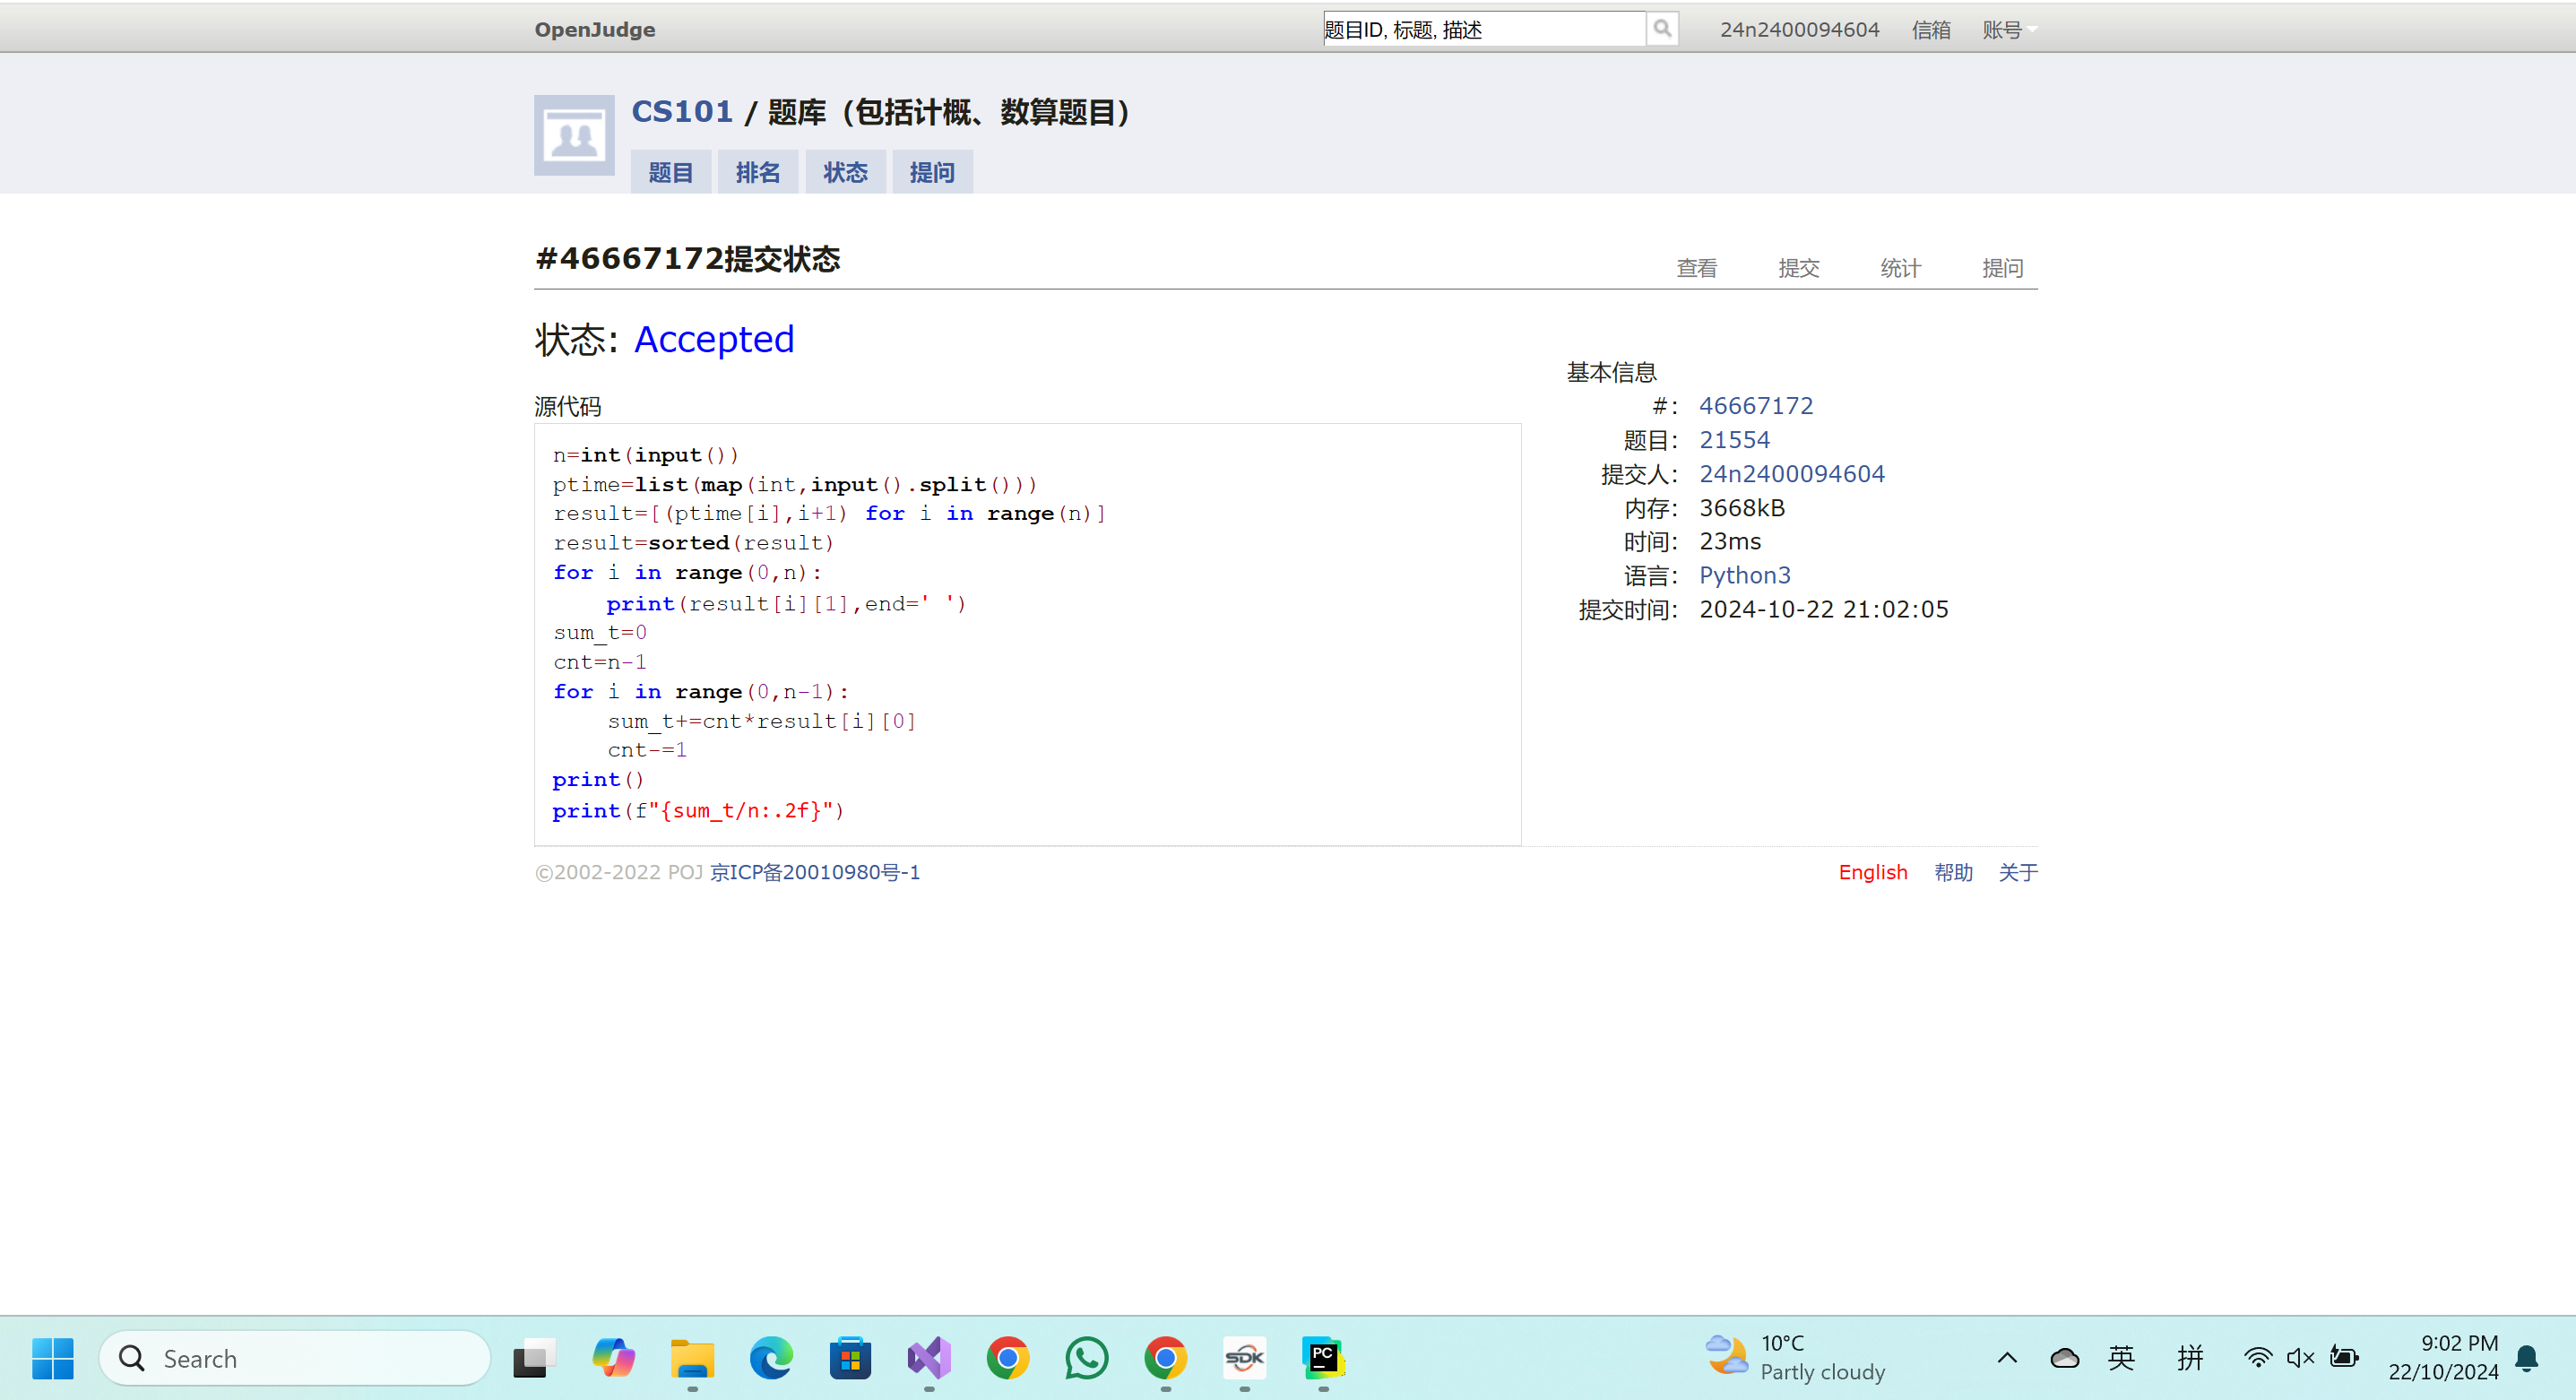 OpenJudge
题目ID, 标题, 描述
24n2400094604 信箱 账号
CS101 / 题库（包括计概、数算题目）
题目 排名 状态 提问
#46667172提交状态
查看 提交 统计 提问
状态: Accepted
源代码
n=int(input())
ptime=list(map(int,input().split()))
result=[(ptime[i],i+1) for i in range(n)]
result=sorted(result)
for i in range(0,n):
    print(result[i][1],end=' ')
sum_t=0
cnt=n-1
for i in range(0,n-1):
    sum_t+=cnt*result[i][0]
    cnt-=1
print()
print(f"{sum_t/n:.2f}")
基本信息
#: 46667172
题目: 21554
提交人: 24n2400094604
内存: 3668kB
时间: 23ms
语言: Python3
提交时间: 2024-10-22 21:02:05
©2002-2022 POJ 京ICP备20010980号-1
English 帮助 关于
Search
SDK
PC
10°C
Partly cloudy
英 拼
9:02 PM
22/10/2024